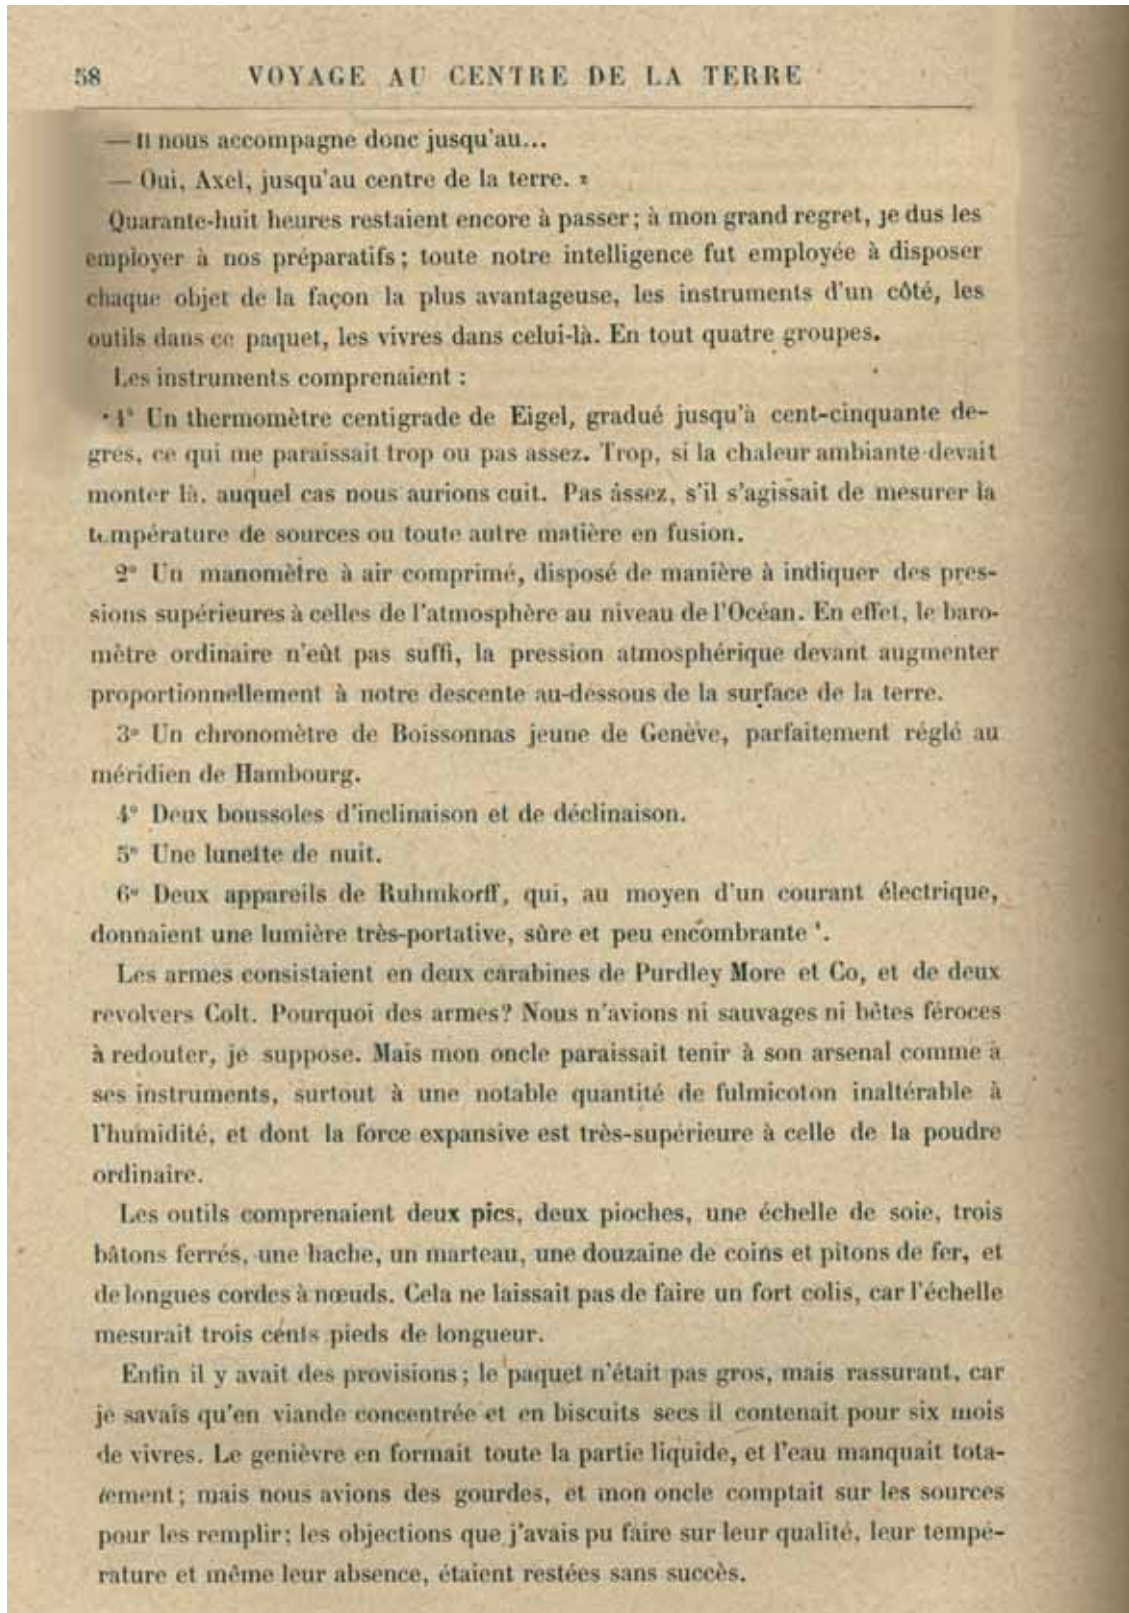 58 VOYAGE AU CENTRE DE LA TERRE
— Il nous accompagne donc jusqu'au...
— Oui, Axel, jusqu'au centre de la terre. »
Quarante-huit heures restaient encore à passer; à mon grand regret, je dus les
employer à nos préparatifs; toute notre intelligence fut employée à disposer
chaque objet de la façon la plus avantageuse, les instruments d'un côté, les
outils dans ce paquet, les vivres dans celui-là. En tout quatre groupes.
Les instruments comprenaient :
1° Un thermomètre centigrade de Eigel, gradué jusqu'à cent-cinquante de-
grés, ce qui me paraissait trop ou pas assez. Trop, si la chaleur ambiante devait
monter là, auquel cas nous aurions cuit. Pas assez, s'il s'agissait de mesurer la
température de sources ou toute autre matière en fusion.
2° Un manomètre à air comprimé, disposé de manière à indiquer des pres-
sions supérieures à celles de l'atmosphère au niveau de l'Océan. En effet, le baro-
mètre ordinaire n'eût pas suffi, la pression atmosphérique devant augmenter
proportionnellement à notre descente au-dessous de la surface de la terre.
3° Un chronomètre de Boissonnas jeune de Genève, parfaitement réglé au
méridien de Hambourg.
4° Deux boussoles d'inclinaison et de déclinaison.
5° Une lunette de nuit.
6° Deux appareils de Ruhmkorff, qui, au moyen d'un courant électrique,
donnaient une lumière très-portative, sûre et peu encombrante ¹.
Les armes consistaient en deux carabines de Purdley More et Co, et de deux
revolvers Colt. Pourquoi des armes? Nous n'avions ni sauvages ni bêtes féroces
à redouter, je suppose. Mais mon oncle paraissait tenir à son arsenal comme à
ses instruments, surtout à une notable quantité de fulmicoton inaltérable à
l'humidité, et dont la force expansive est très-supérieure à celle de la poudre
ordinaire.
Les outils comprenaient deux pics, deux pioches, une échelle de soie, trois
bâtons ferrés, une hache, un marteau, une douzaine de coins et pitons de fer, et
de longues cordes à nœuds. Cela ne laissait pas de faire un fort colis, car l'échelle
mesurait trois cents pieds de longueur.
Enfin il y avait des provisions; le paquet n'était pas gros, mais rassurant, car
je savais qu'en viande concentrée et en biscuits secs il contenait pour six mois
de vivres. Le genièvre en formait toute la partie liquide, et l'eau manquait tota-
lement; mais nous avions des gourdes, et mon oncle comptait sur les sources
pour les remplir; les objections que j'avais pu faire sur leur qualité, leur tempé-
rature et même leur absence, étaient restées sans succès.